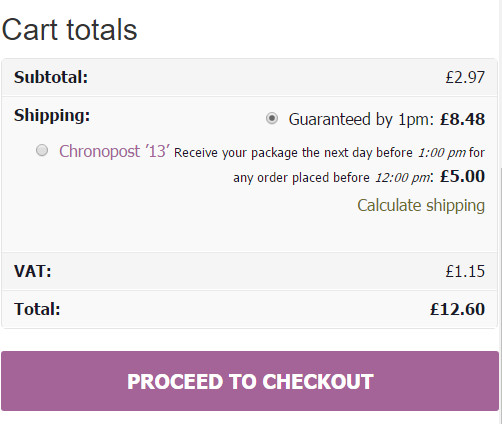 Cart totals
Subtotal: £2.97
Shipping: Guaranteed by 1pm: £8.48
Chronopost ’13’ Receive your package the next day before 1:00 pm for
any order placed before 12:00 pm: £5.00
Calculate shipping
VAT: £1.15
Total: £12.60
PROCEED TO CHECKOUT